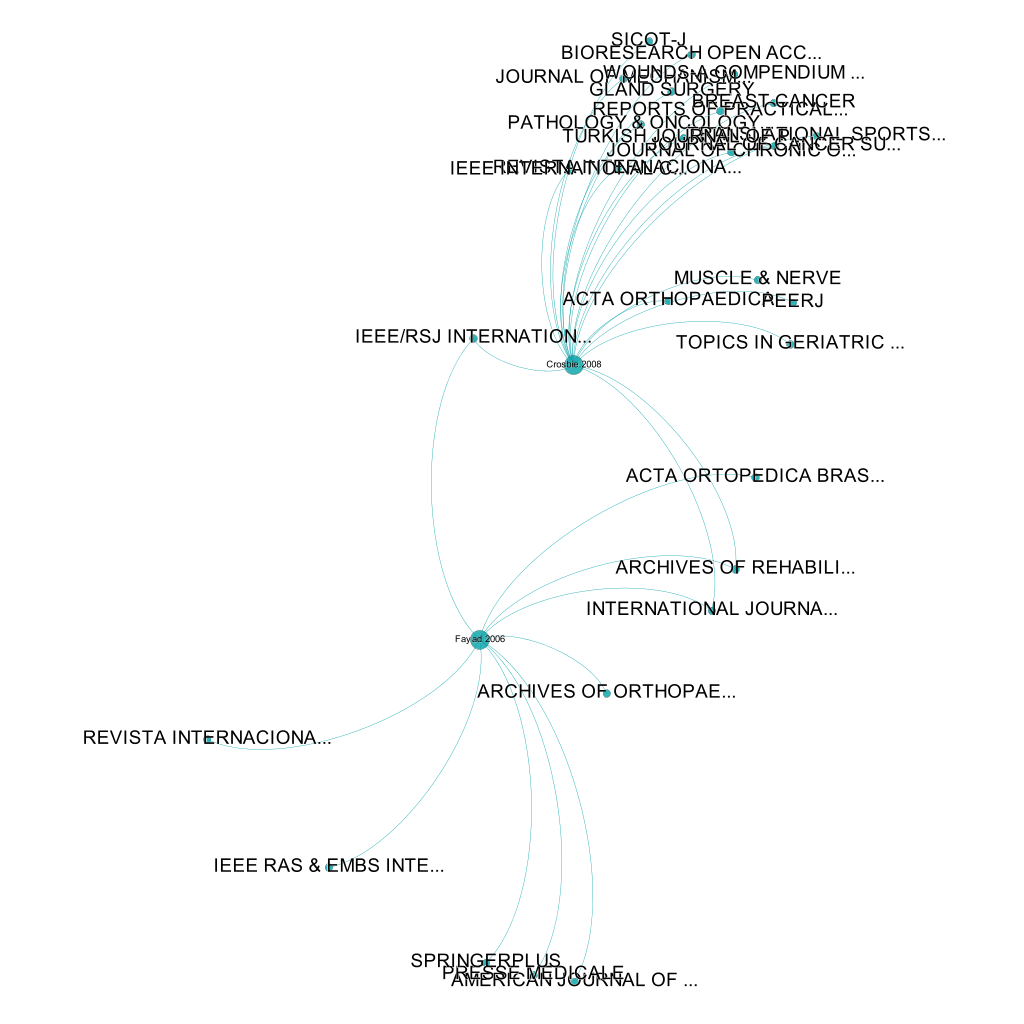 SICOT-J
BIORESEARCH OPEN ACC...
WOUNDS-A COMPENDIUM ...
JOURNAL OF MECHANISM...
GLAND SURGERY
BREAST CANCER
REPORTS OF PRACTICAL...
PATHOLOGY & ONCOLOGY
TURKISH JOURNAL OF P...
TRANSLATIONAL SPORTS...
JOURNAL OF CANCER SU...
JOURNAL OF CHRONIC O...
REVISTA INTERNACIONA...
IEEE INTERNATIONAL C...
MUSCLE & NERVE
ACTA ORTHOPAEDICA
PEERJ
IEEE/RSJ INTERNATION...
TOPICS IN GERIATRIC ...
Crosbie 2008
ACTA ORTOPEDICA BRAS...
ARCHIVES OF REHABILI...
INTERNATIONAL JOURNA...
Fayad 2006
ARCHIVES OF ORTHOPAE...
REVISTA INTERNACIONA...
IEEE RAS & EMBS INTE...
SPRINGERPLUS
PRESSE MEDICALE
AMERICAN JOURNAL OF ...